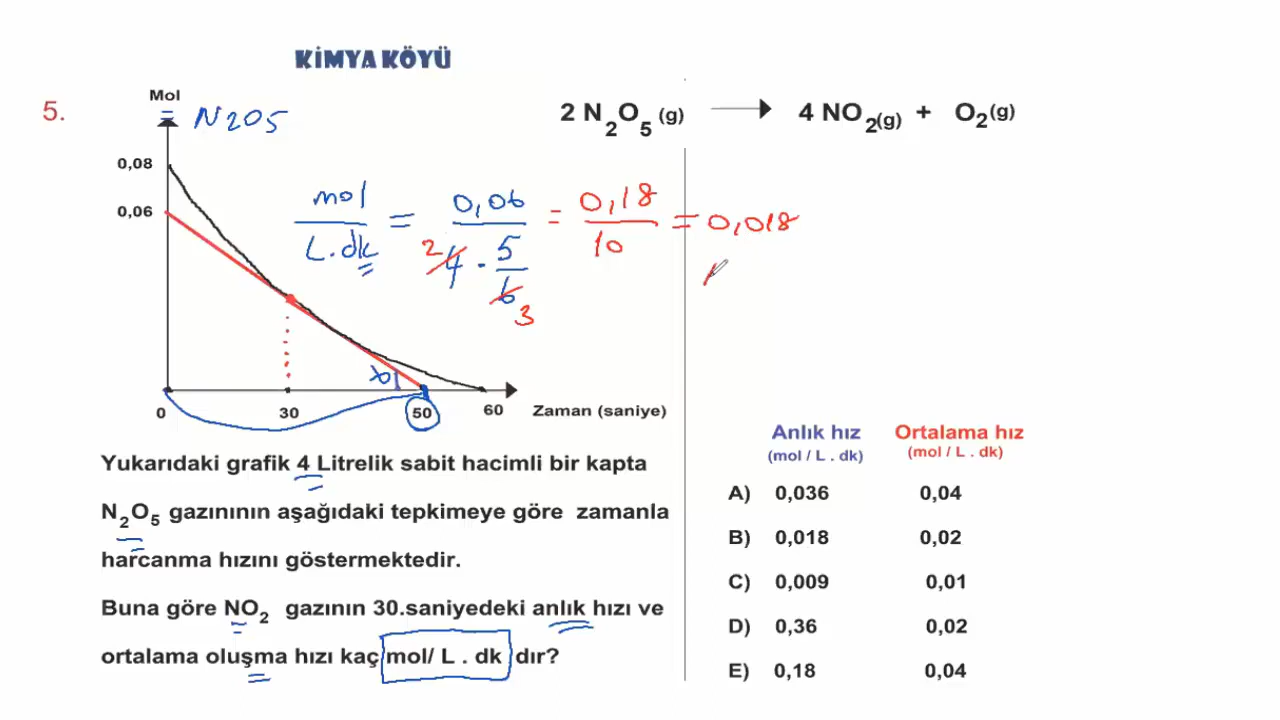 KİMYA KÖYÜ
5.
Mol
N2O5
2 N2O5 (g) → 4 NO2(g) + O2(g)
0,08
0,06
mol / L.dk = 0,06 / 4 · 5/6 = 0,18 / 10 = 0,018
2
3
0 30 50 60 Zaman (saniye)
Yukarıdaki grafik 4 Litrelik sabit hacimli bir kapta
N2O5 gazınının aşağıdaki tepkimeye göre zamanla
harcanma hızını göstermektedir.
Buna göre NO2 gazının 30.saniyedeki anlık hızı ve
ortalama oluşma hızı kaç mol/ L . dk dır?
Anlık hız Ortalama hız
(mol / L . dk) (mol / L . dk)
A) 0,036 0,04
B) 0,018 0,02
C) 0,009 0,01
D) 0,36 0,02
E) 0,18 0,04